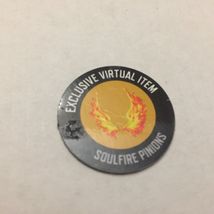 EXCLUSIVE VIRTUAL ITEM
SOULFIRE PINIONS